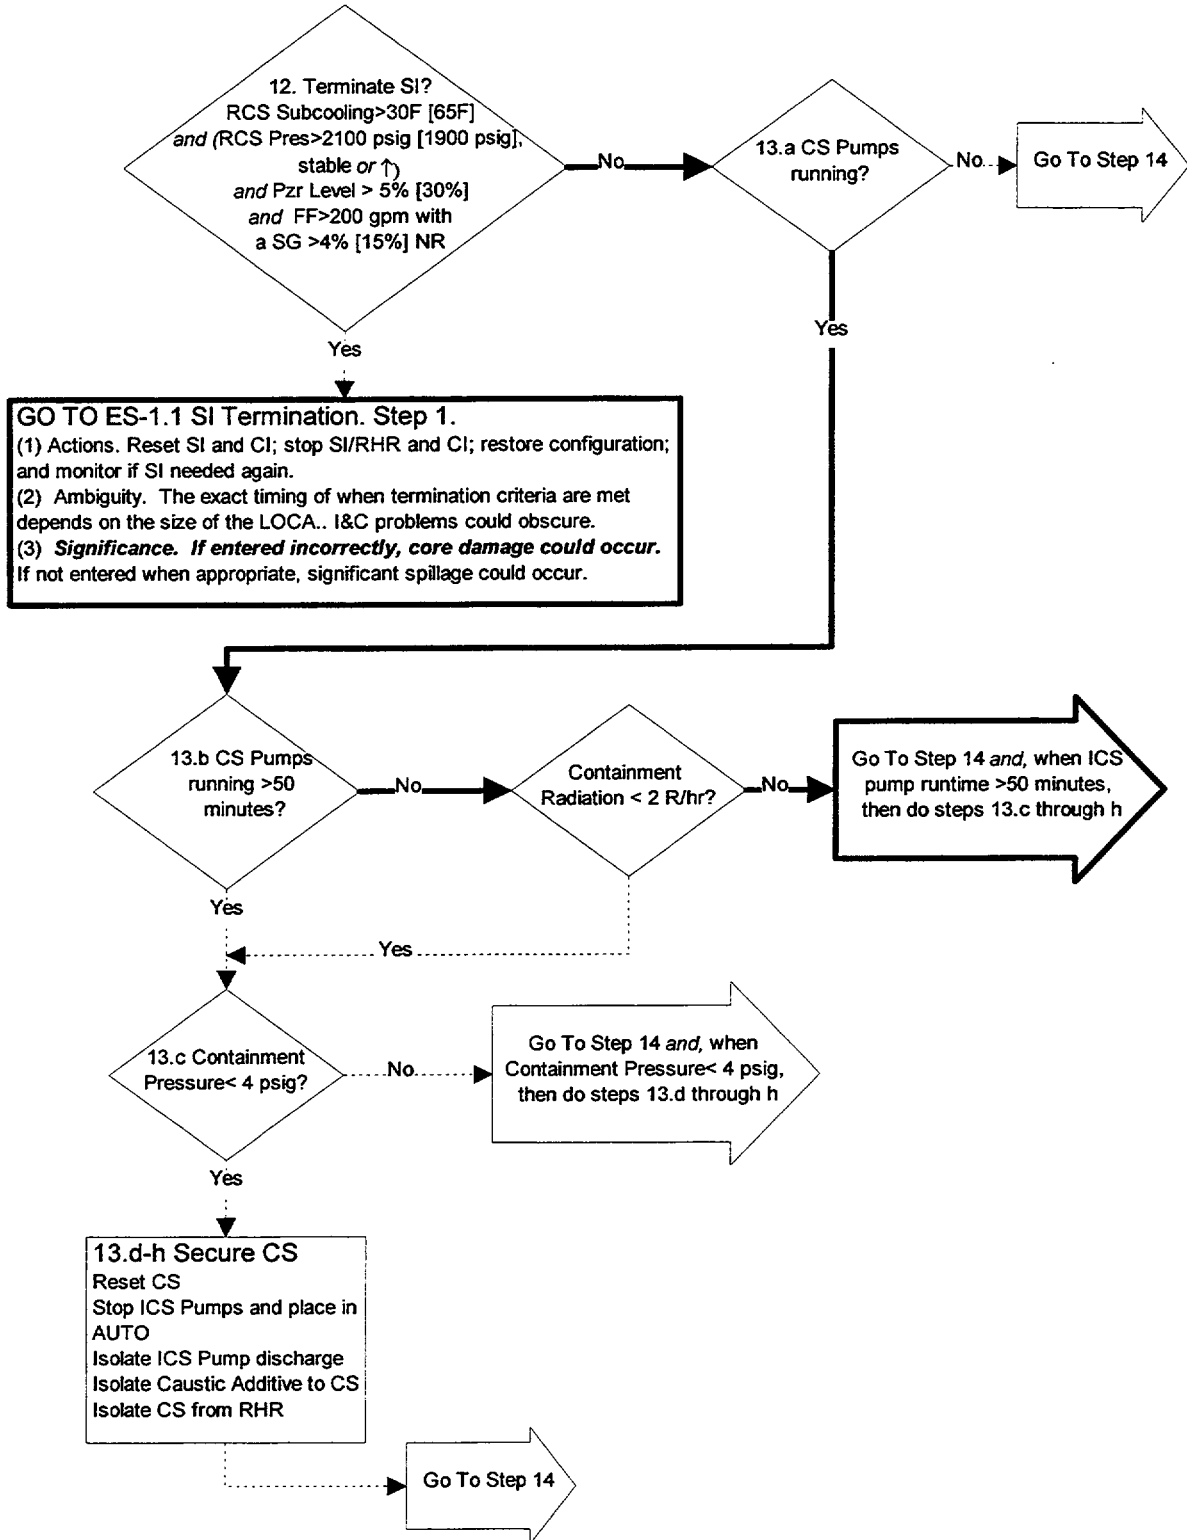 12. Terminate SI?
RCS Subcooling>30F [65F]
and (RCS Pres>2100 psig [1900 psig],
stable or ↑)
and Pzr Level > 5% [30%]
and FF>200 gpm with
a SG >4% [15%] NR
No
13.a CS Pumps
running?
No
Go To Step 14
Yes
Yes
GO TO ES-1.1 SI Termination. Step 1.
(1) Actions. Reset SI and CI; stop SI/RHR and CI; restore configuration;
and monitor if SI needed again.
(2) Ambiguity. The exact timing of when termination criteria are met
depends on the size of the LOCA.. I&C problems could obscure.
(3) Significance. If entered incorrectly, core damage could occur.
If not entered when appropriate, significant spillage could occur.
13.b CS Pumps
running >50
minutes?
No
Containment
Radiation < 2 R/hr?
No
Go To Step 14 and, when ICS
pump runtime >50 minutes,
then do steps 13.c through h
Yes
Yes
13.c Containment
Pressure< 4 psig?
No
Go To Step 14 and, when
Containment Pressure< 4 psig,
then do steps 13.d through h
Yes
13.d-h Secure CS
Reset CS
Stop ICS Pumps and place in
AUTO
Isolate ICS Pump discharge
Isolate Caustic Additive to CS
Isolate CS from RHR
Go To Step 14